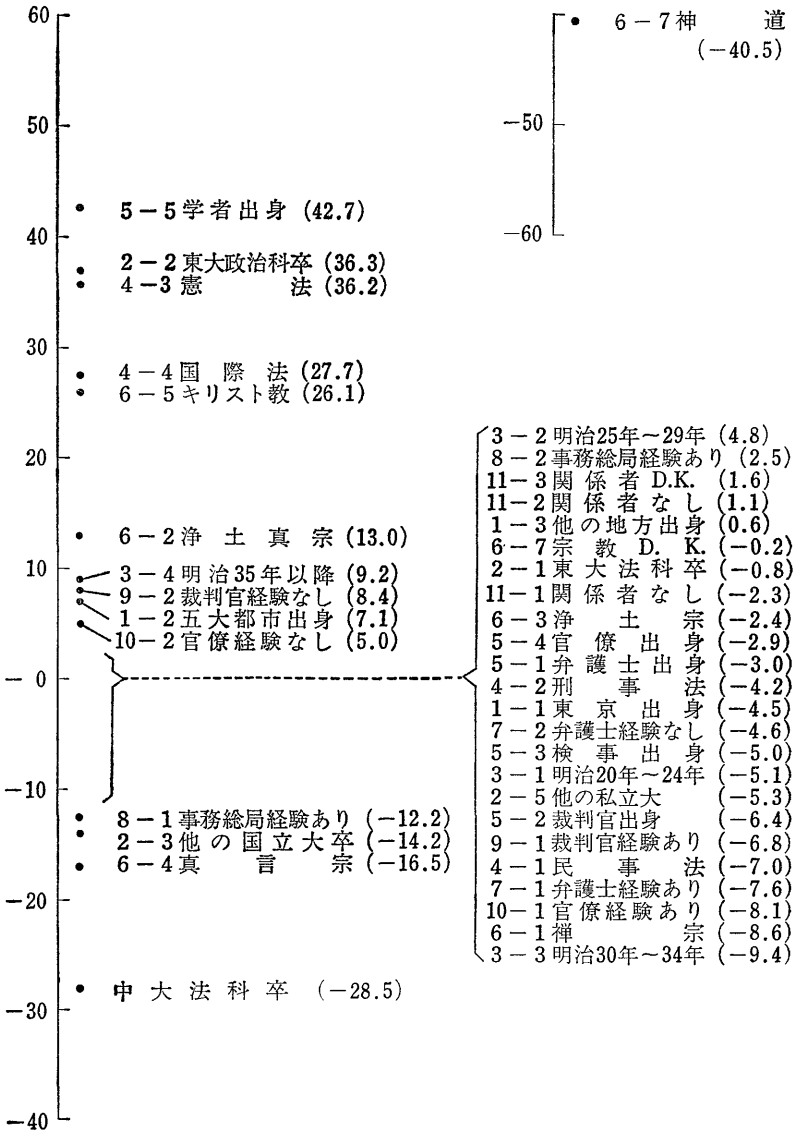 60
50
40
30
20
10
− 0
−10
−20
−30
−40
5−5学者出身 (42.7)
2−2東大政治科卒 (36.3)
4−3憲 法 (36.2)
4−4国 際 法 (27.7)
6−5キリスト教 (26.1)
6−2浄 土 真 宗 (13.0)
3−4明治35年以降 (9.2)
9−2裁判官経験なし (8.4)
1−2五大都市出身 (7.1)
10−2官僚経験なし (5.0)
8−1事務総局経験あり (−12.2)
2−3他の国立大卒 (−14.2)
6−4真 言 宗 (−16.5)
中 大 法 科 卒 (−28.5)
6−7神 道
(−40.5)
−50
−60
3−2明治25年~29年 (4.8)
8−2事務総局経験あり (2.5)
11−3関 係 者 D.K. (1.6)
11−2関 係 者 な し (1.1)
1−3他の地方出身 (0.6)
6−7宗 教 D. K. (−0.2)
2−1東 大 法 科 卒 (−0.8)
11−1関 係 者 な し (−2.3)
6−3浄 土 宗 (−2.4)
5−4官 僚 出 身 (−2.9)
5−1弁 護 士 出 身 (−3.0)
4−2刑 事 法 (−4.2)
1−1東 京 出 身 (−4.5)
7−2弁護士経験なし (−4.6)
5−3検 事 出 身 (−5.0)
3−1明治20年~24年 (−5.1)
2−5他の私立大 (−5.3)
5−2裁判官出身 (−6.4)
9−1裁判官経験あり (−6.8)
4−1民 事 法 (−7.0)
7−1弁護士経験あり (−7.6)
10−1官僚経験あり (−8.1)
6−1禅 宗 (−8.6)
3−3明治30年~34年 (−9.4)